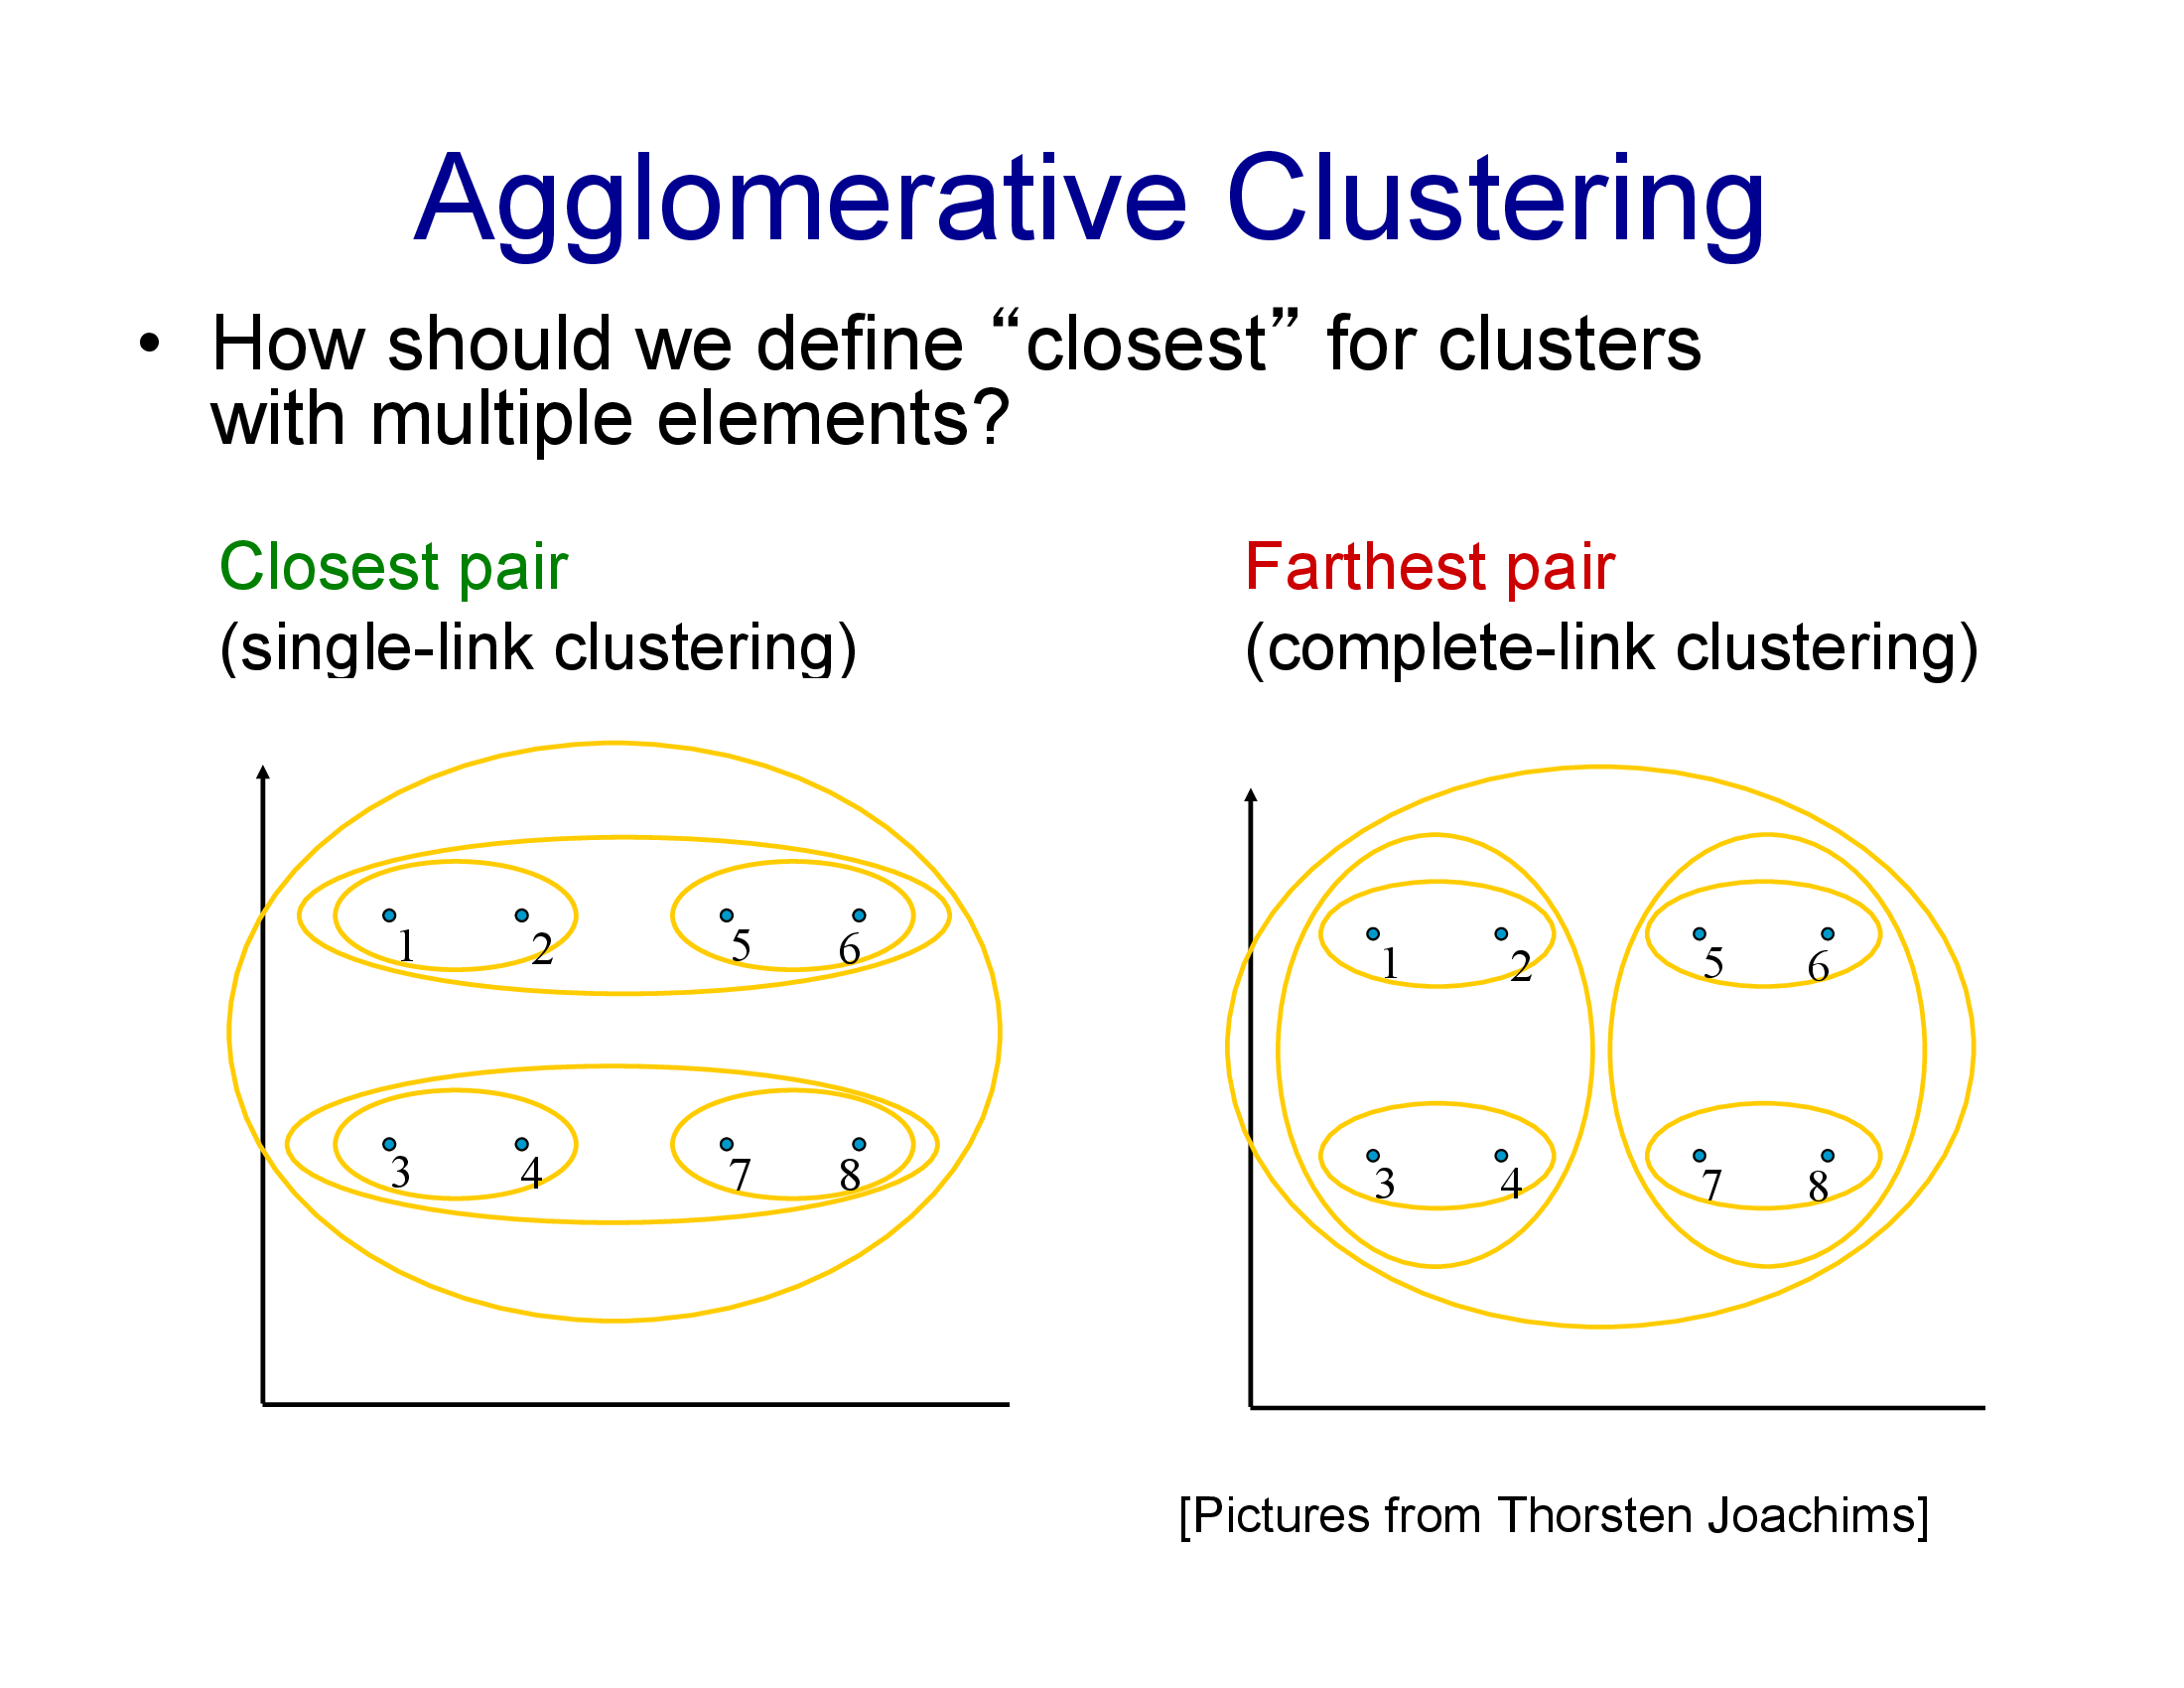 Agglomerative Clustering
• How should we define “closest” for clusters
with multiple elements?
Closest pair
(single-link clustering)
Farthest pair
(complete-link clustering)
1 2 5 6
3 4 7 8
1 2 5 6
3 4 7 8
[Pictures from Thorsten Joachims]